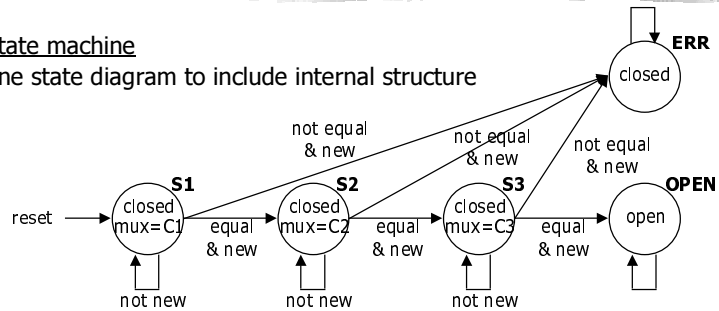 tate machine
ne state diagram to include internal structure
ERR
closed
not equal
& new
not equal
& new
not equal
& new
S1
S2
S3
OPEN
reset
closed
mux=C1
equal
& new
closed
mux=C2
equal
& new
closed
mux=C3
equal
& new
open
not new
not new
not new